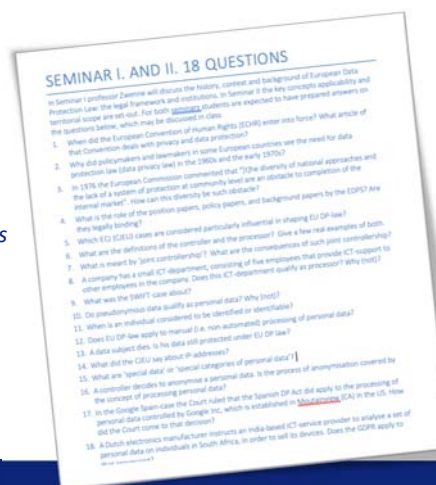 SEMINAR I. AND II. 18 QUESTIONS
In Seminar I professor Zwenne will discuss the history, context and background of European Data
Protection Law: the legal framework and institutions. In Seminar II the key concepts applicability and
territorial scope are set-out. For both seminars students are expected to have prepared answers on
the questions below, which may be discussed in class.
1. When did the European Convention of Human Rights (ECHR) enter into force? What article of
that Convention deals with privacy and data protection?
2. Why did policymakers and lawmakers in some European countries see the need for data
protection law (data privacy law) in the 1960s and the early 1970s?
3. In 1976 the European Commission commented that "(t)he diversity of national approaches and
the lack of a system of protection at community level are an obstacle to completion of the
internal market". How can this diversity be such obstacle?
4. What is the role of the position papers, policy papers, and background papers by the EDPS? Are
they legally binding?
5. Which ECJ (CJEU) cases are considered particularly influential in shaping EU DP-law?
6. What are the definitions of the controller and the processor? Give a few real examples of both.
7. What is meant by 'joint controllership'? What are the consequences of such joint controllership?
8. A company has a small ICT-department, consisting of five employees that provide ICT-support to
other employees in the company. Does this ICT-department qualify as processor? Why (not)?
9. What was the SWIFT-case about?
10. Do pseudonymous data qualify as personal data? Why (not)?
11. When is an individual considered to be identified or identifiable?
12. Does EU DP-law apply to manual (i.e. non-automated) processing of personal data?
13. A data subject dies. Is his data still protected under EU DP law?
14. What did the CJEU say about IP-addresses?
15. What are 'special data' or 'special categories of personal data'?
16. A controller decides to anonymise a personal data. Is the process of anonymisation covered by
the concept of processing personal data?
17. In the Google Spain-case the Court ruled that the Spanish DP Act did apply to the processing of
personal data controlled by Google Inc, which is established in Moutainview (CA) in the US. How
did the Court come to that decision?
18. A Dutch electronics manufacturer instructs an India-based ICT-service provider to analyse a set of
personal data on individuals in South Africa, in order to sell to devices. Does the GDPR apply to
s